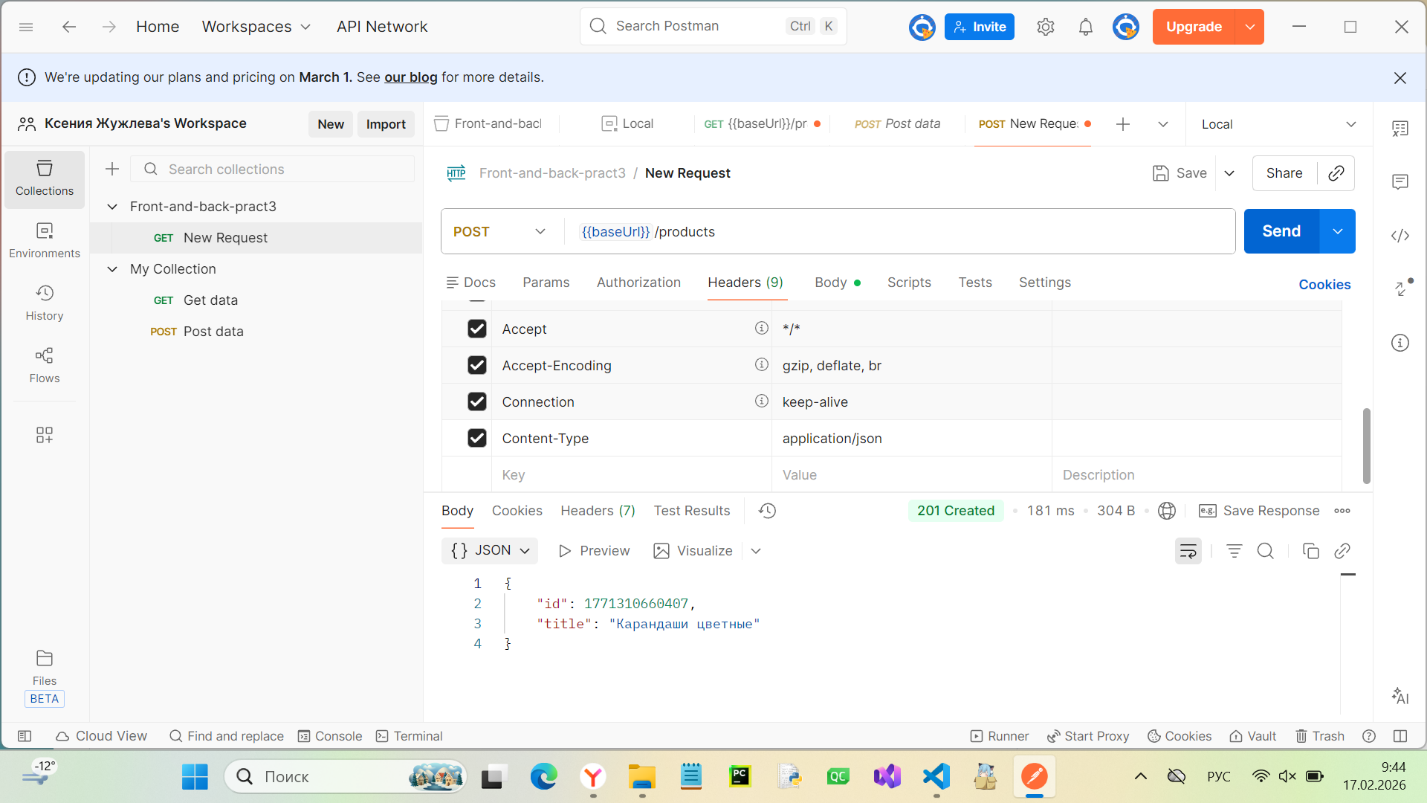 Home Workspaces API Network Search Postman Ctrl K Invite Upgrade
We're updating our plans and pricing on March 1. See our blog for more details.
Ксения Жужлева's Workspace New Import Front-and-bacl Local GET {{baseUrl}}/pr POST Post data POST New Reque Local
Collections
Search collections
HTTP Front-and-back-pract3 / New Request Save Share
Front-and-back-pract3
GET New Request
POST {{baseUrl}} /products Send
Environments
My Collection
GET Get data
Docs Params Authorization Headers (9) Body Scripts Tests Settings Cookies
History
POST Post data
Accept */*
Accept-Encoding gzip, deflate, br
Flows
Connection keep-alive
Content-Type application/json
Key Value Description
Body Cookies Headers (7) Test Results 201 Created 181 ms 304 B e.g. Save Response
{} JSON Preview Visualize
1 {
2 "id": 1771310660407,
3 "title": "Карандаши цветные"
4 }
Files
BETA
AI
Cloud View Find and replace Console Terminal Runner Start Proxy Cookies Vault Trash
-12°
Поиск
PC
QC
РУС
9:44
17.02.2026